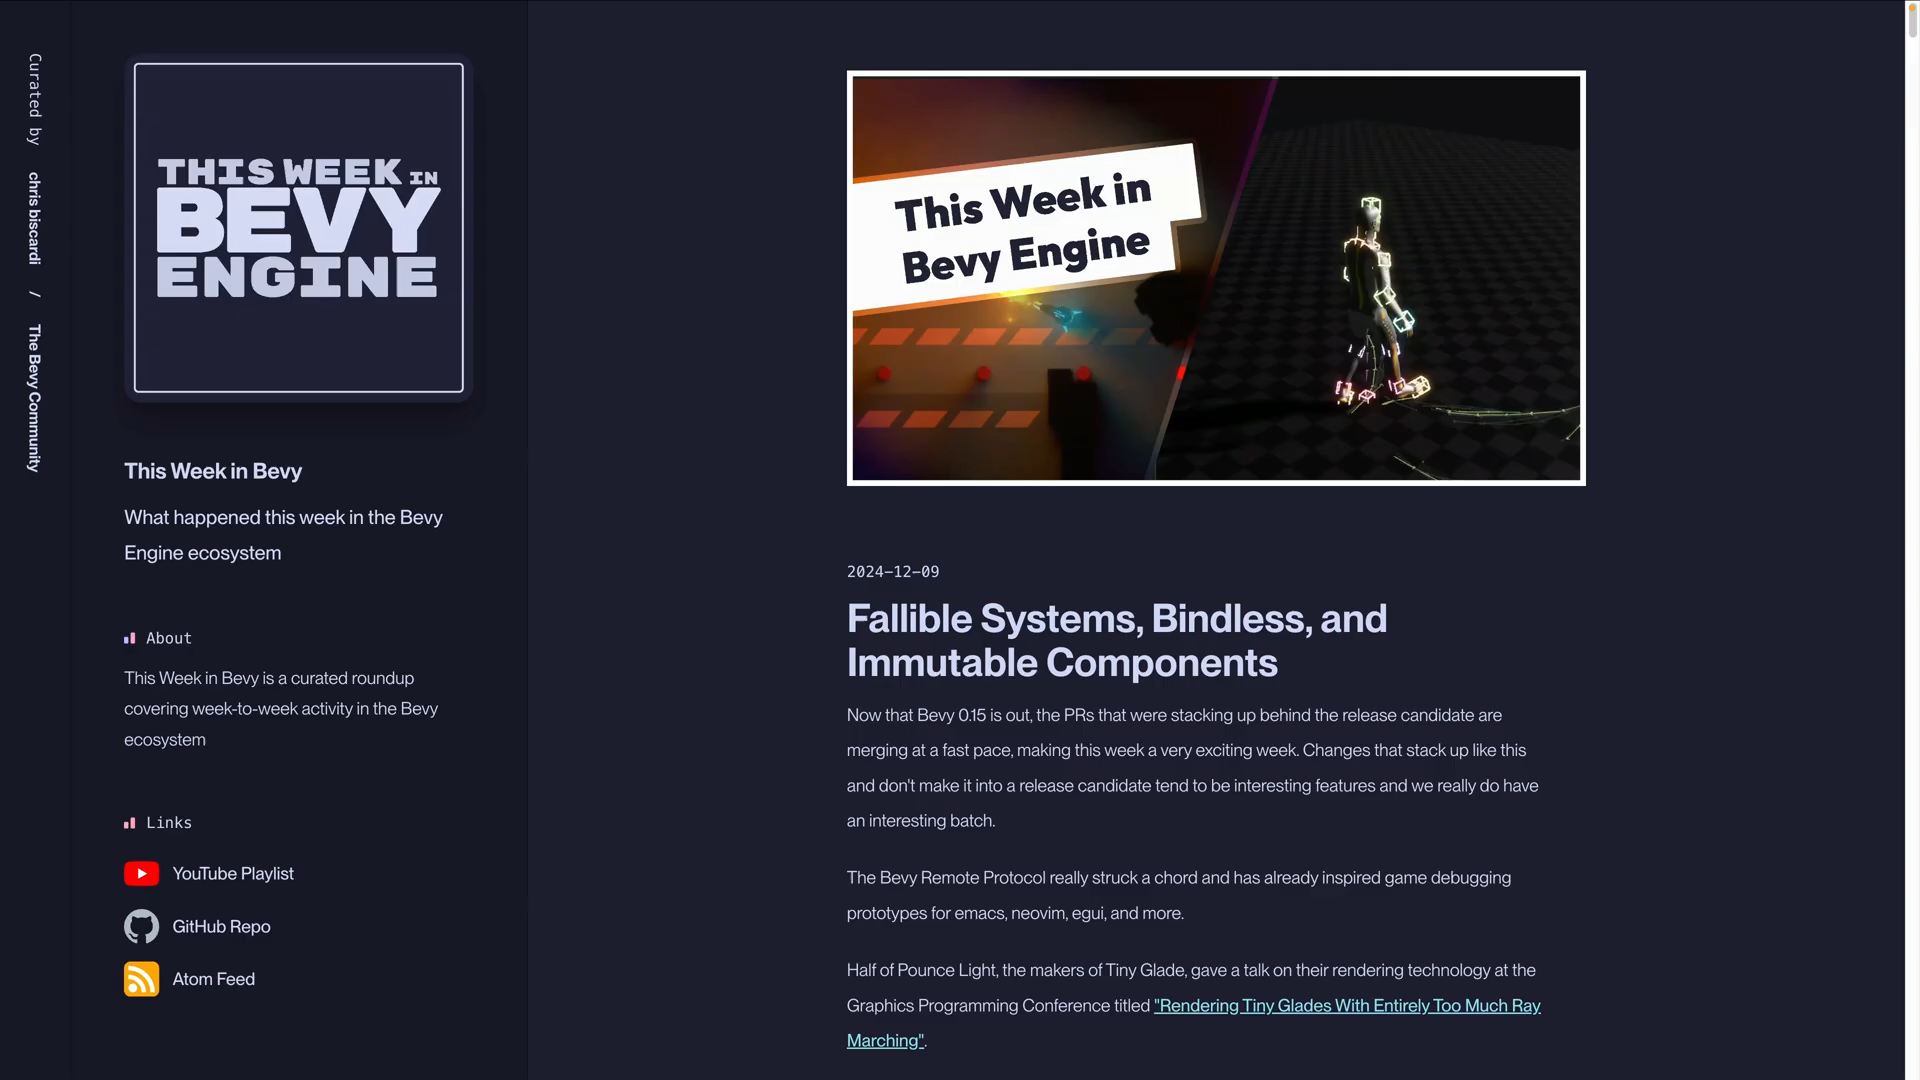 Curated by chris biscardi / The Bevy Community
THIS WEEK IN
BEVY
ENGINE
This Week in Bevy
What happened this week in the Bevy
Engine ecosystem
About
This Week in Bevy is a curated roundup
covering week-to-week activity in the Bevy
ecosystem
Links
YouTube Playlist
GitHub Repo
Atom Feed
This Week in
Bevy Engine
2024-12-09
Fallible Systems, Bindless, and
Immutable Components
Now that Bevy 0.15 is out, the PRs that were stacking up behind the release candidate are
merging at a fast pace, making this week a very exciting week. Changes that stack up like this
and don't make it into a release candidate tend to be interesting features and we really do have
an interesting batch.
The Bevy Remote Protocol really struck a chord and has already inspired game debugging
prototypes for emacs, neovim, egui, and more.
Half of Pounce Light, the makers of Tiny Glade, gave a talk on their rendering technology at the
Graphics Programming Conference titled "Rendering Tiny Glades With Entirely Too Much Ray
Marching".